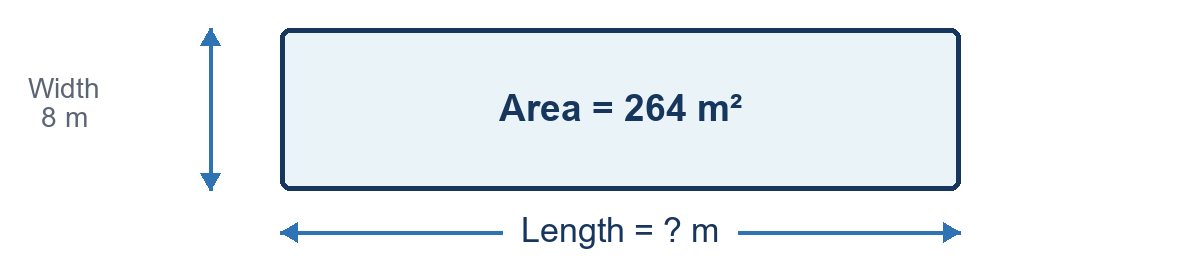 Width
8 m
Area = 264 m²
Length = ? m